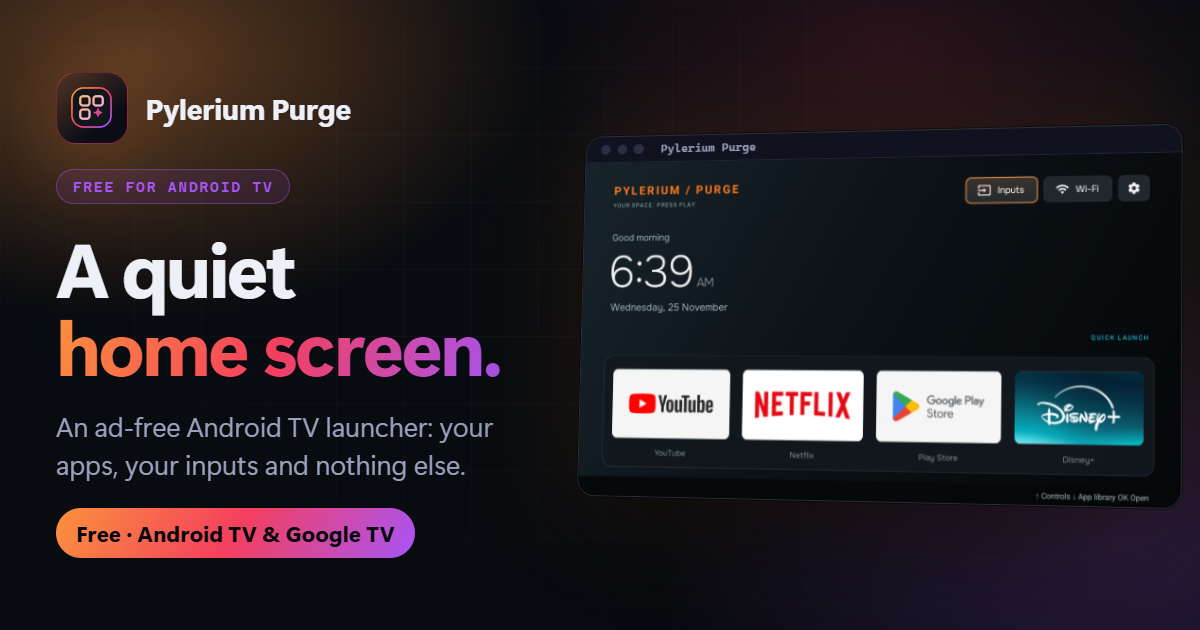 Pylerium Purge
FREE FOR ANDROID TV
A quiet
home screen.
An ad-free Android TV launcher: your
apps, your inputs and nothing else.
Free · Android TV & Google TV
Pylerium Purge
PYLERIUM / PURGE
YOUR SPACE. PRESS PLAY.
Inputs
Wi-Fi
Good morning
6:39 AM
Wednesday, 25 November
QUICK LAUNCH
YouTube
NETFLIX
Google Play
Store
Disney+
YouTube
Netflix
Play Store
Disney+
↑ Controls ↓ App library OK Open